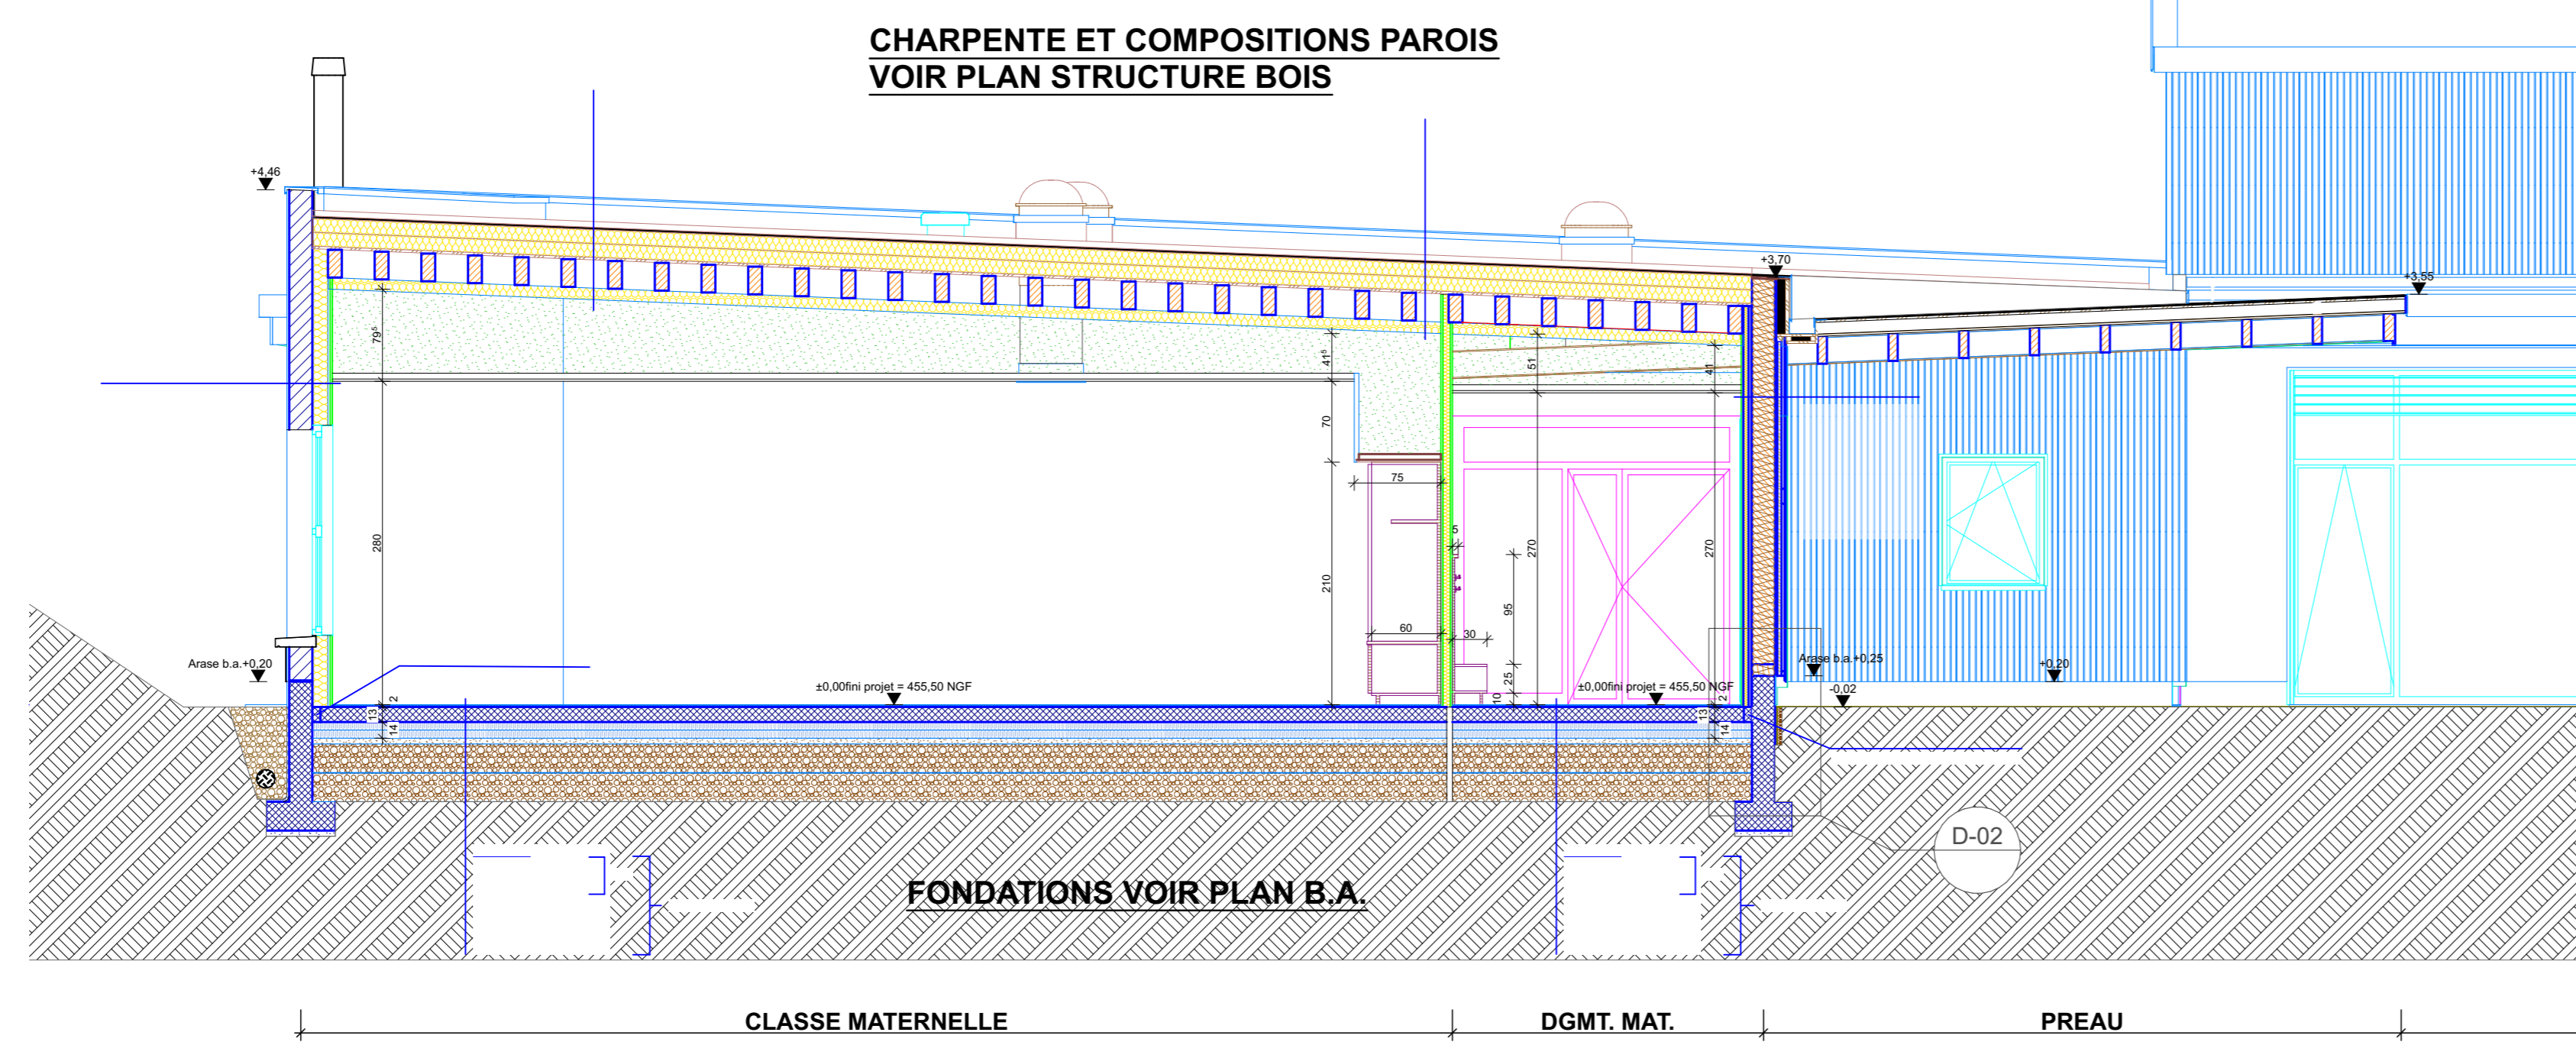 CHARPENTE ET COMPOSITIONS PAROIS
VOIR PLAN STRUCTURE BOIS
+4,46
+3,70
+3,55
79⁵
41⁵
51
41
70
75
280
210
5
270
270
95
60
30
25
10
Arase b.a.+0,20
±0,00fini projet = 455,50 NGF
±0,00fini projet = 455,50 NGF
Arase b.a.+0,25
+0,20
-0,02
2
13
14
2
13
14
D-02
FONDATIONS VOIR PLAN B.A.
CLASSE MATERNELLE
DGMT. MAT.
PREAU